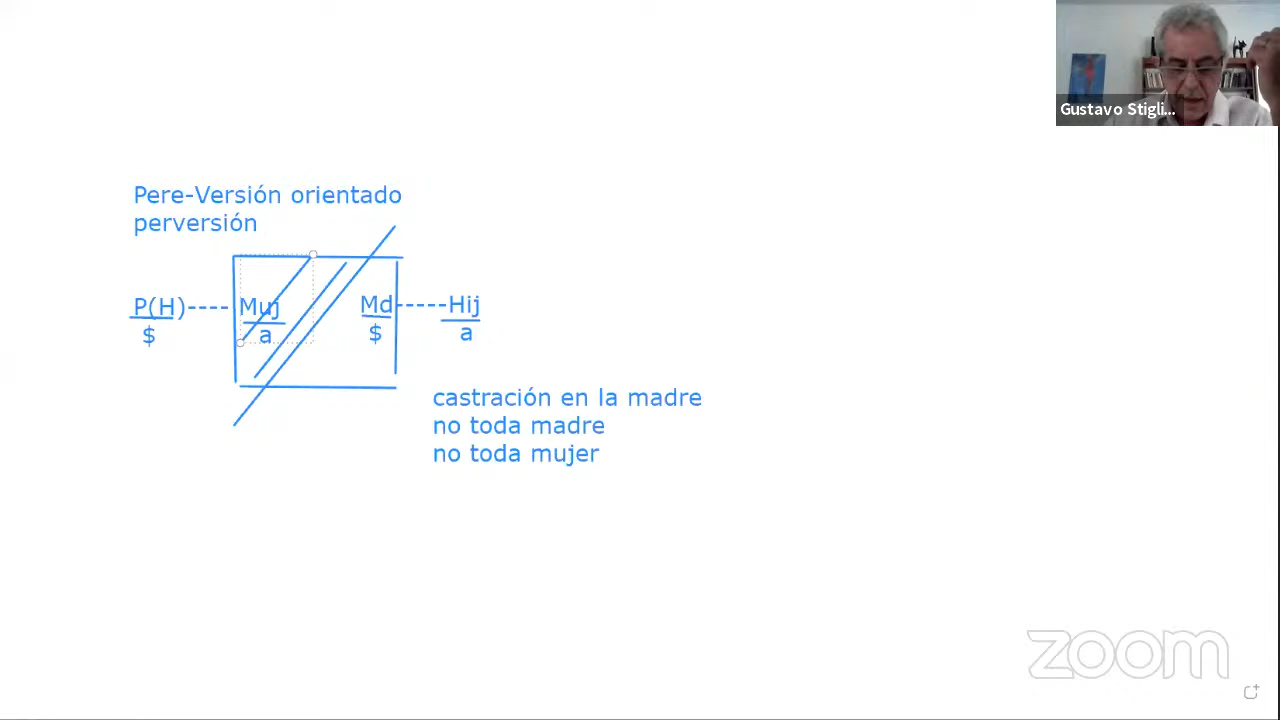 Gustavo Stigli...
Pere-Versión orientado
perversión
P(H)---- Muj Md-----Hij
$ a $ a
castración en la madre
no toda madre
no toda mujer
zoom